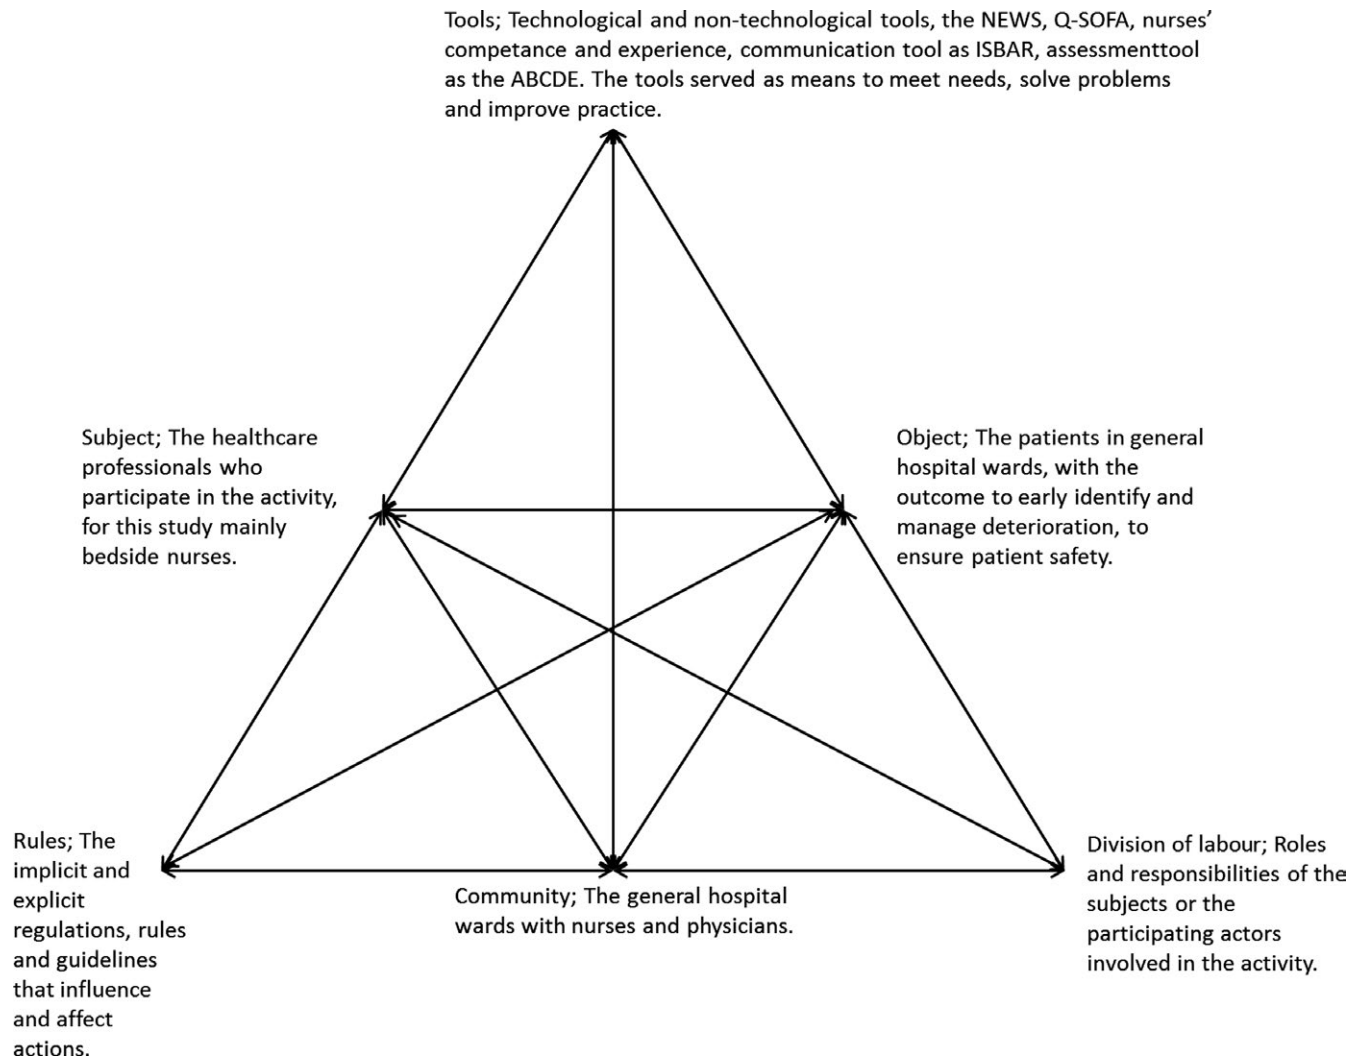 Tools; Technological and non-technological tools, the NEWS, Q-SOFA, nurses’
competance and experience, communication tool as ISBAR, assessmenttool
as the ABCDE. The tools served as means to meet needs, solve problems
and improve practice.
Subject; The healthcare
professionals who
participate in the activity,
for this study mainly
bedside nurses.
Object; The patients in general
hospital wards, with the
outcome to early identify and
manage deterioration, to
ensure patient safety.
Rules; The
implicit and
explicit
regulations, rules
and guidelines
that influence
and affect
actions.
Community; The general hospital
wards with nurses and physicians.
Division of labour; Roles
and responsibilities of the
subjects or the
participating actors
involved in the activity.